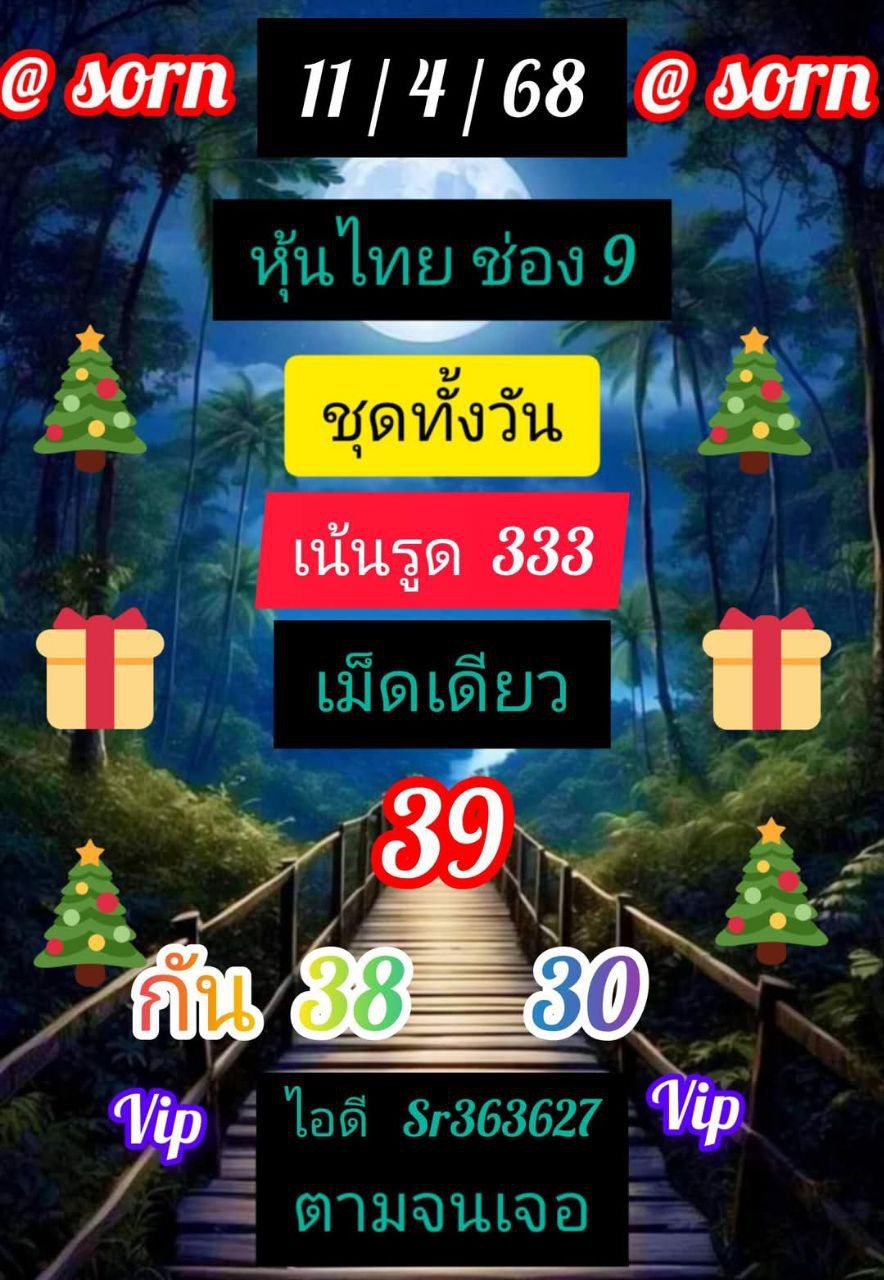 @ sorn 11 / 4 / 68 @ sorn
หุ้นไทย ช่อง 9
ชุดทั้งวัน
เน้นรูด 333
เม็ดเดียว
39
กัน 38 30
Vip ไอดี Sr363627 Vip
ตามจนเจอ